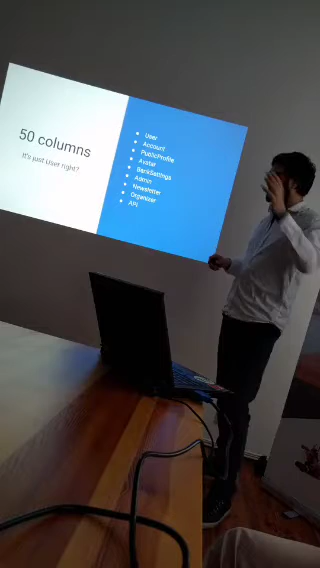 50 columns
It's just User right?
User
Account
PublicProfile
Avatar
BankSettings
Admin
Newsletter
Organizer
API